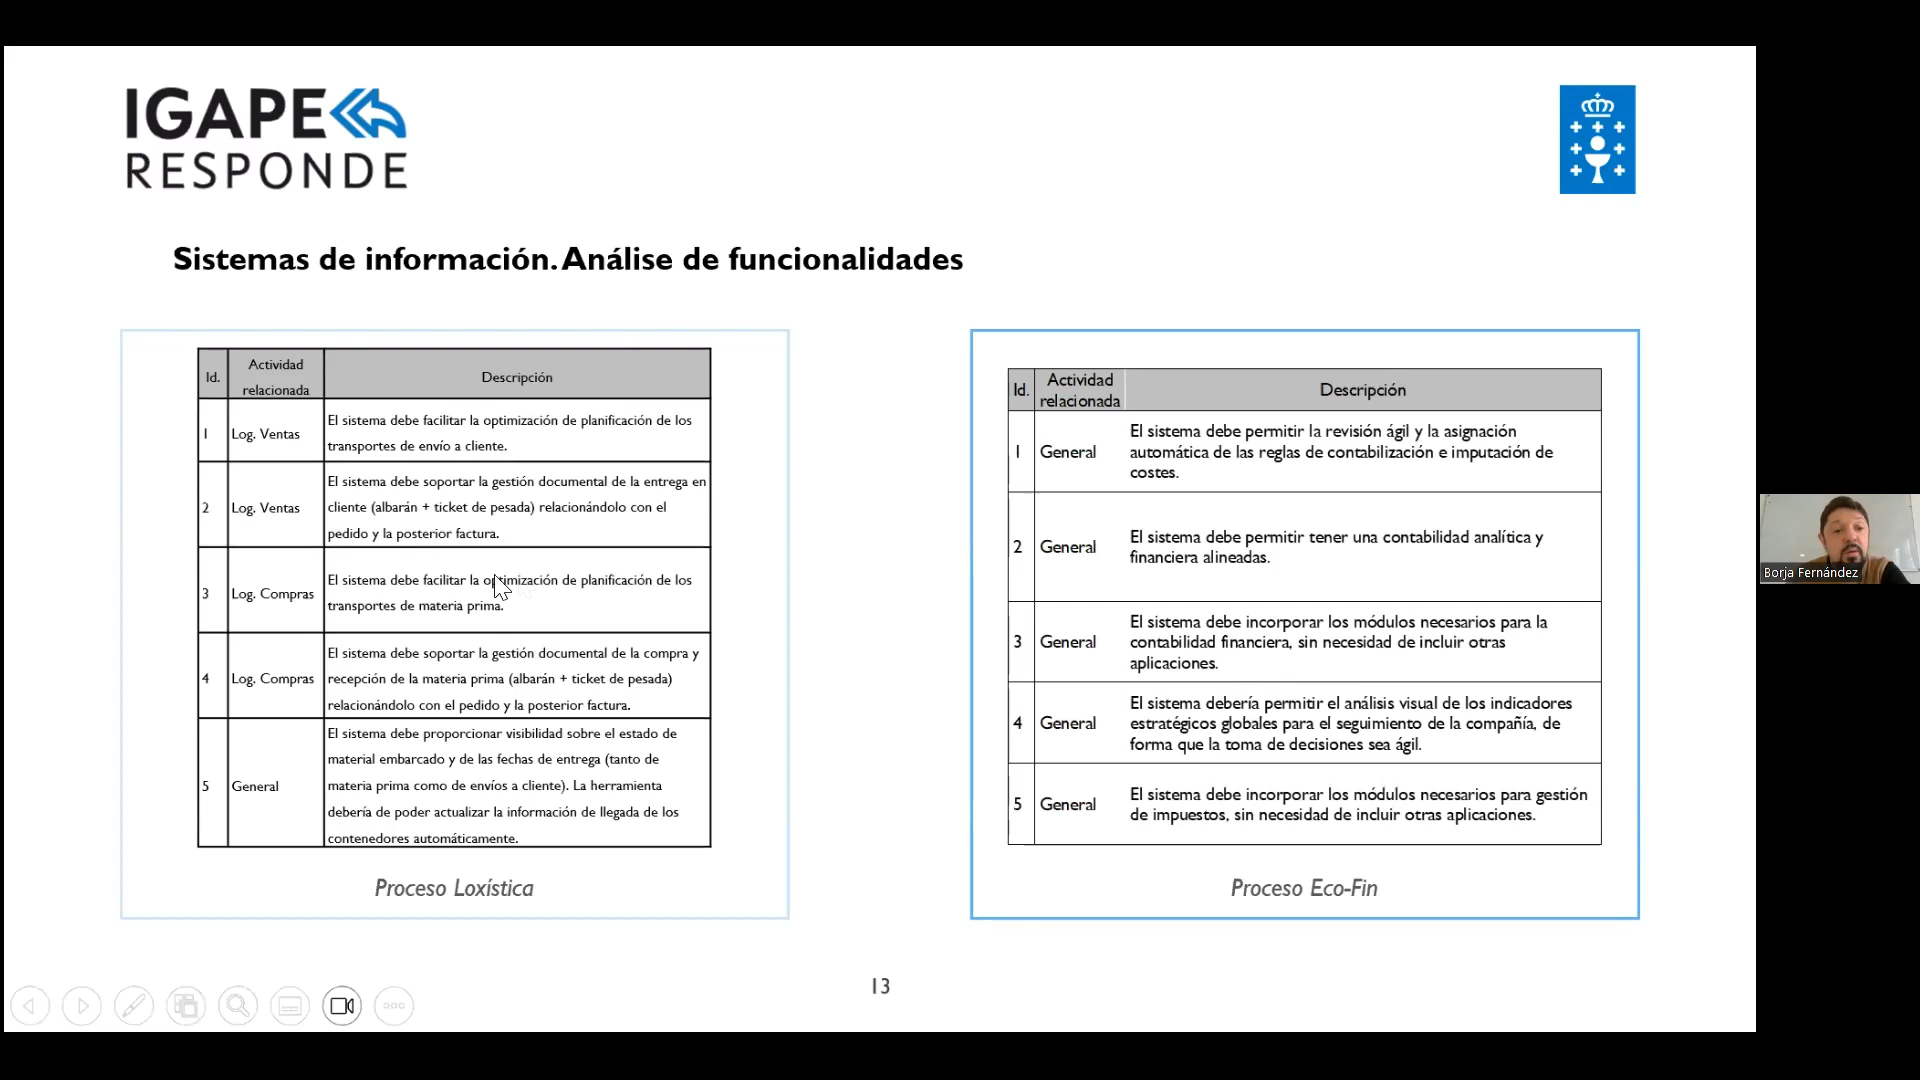 IGAPE
RESPONDE
Sistemas de información. Análise de funcionalidades
Id.
Actividad
relacionada
Descripción
1
Log. Ventas
El sistema debe facilitar la optimización de planificación de los
transportes de envío a cliente.
2
Log. Ventas
El sistema debe soportar la gestión documental de la entrega en
cliente (albarán + ticket de pesada) relacionándolo con el
pedido y la posterior factura.
3
Log. Compras
El sistema debe facilitar la optimización de planificación de los
transportes de materia prima.
4
Log. Compras
El sistema debe soportar la gestión documental de la compra y
recepción de la materia prima (albarán + ticket de pesada)
relacionándolo con el pedido y la posterior factura.
5
General
El sistema debe proporcionar visibilidad sobre el estado de
material embarcado y de las fechas de entrega (tanto de
materia prima como de envíos a cliente). La herramienta
debería de poder actualizar la información de llegada de los
contenedores automáticamente.
Proceso Loxística
Id.
Actividad
relacionada
Descripción
1
General
El sistema debe permitir la revisión ágil y la asignación
automática de las reglas de contabilización e imputación de
costes.
2
General
El sistema debe permitir tener una contabilidad analítica y
financiera alineadas.
3
General
El sistema debe incorporar los módulos necesarios para la
contabilidad financiera, sin necesidad de incluir otras
aplicaciones.
4
General
El sistema debería permitir el análisis visual de los indicadores
estratégicos globales para el seguimiento de la compañía, de
forma que la toma de decisiones sea ágil.
5
General
El sistema debe incorporar los módulos necesarios para gestión
de impuestos, sin necesidad de incluir otras aplicaciones.
Proceso Eco-Fin
13
Borja Fernández